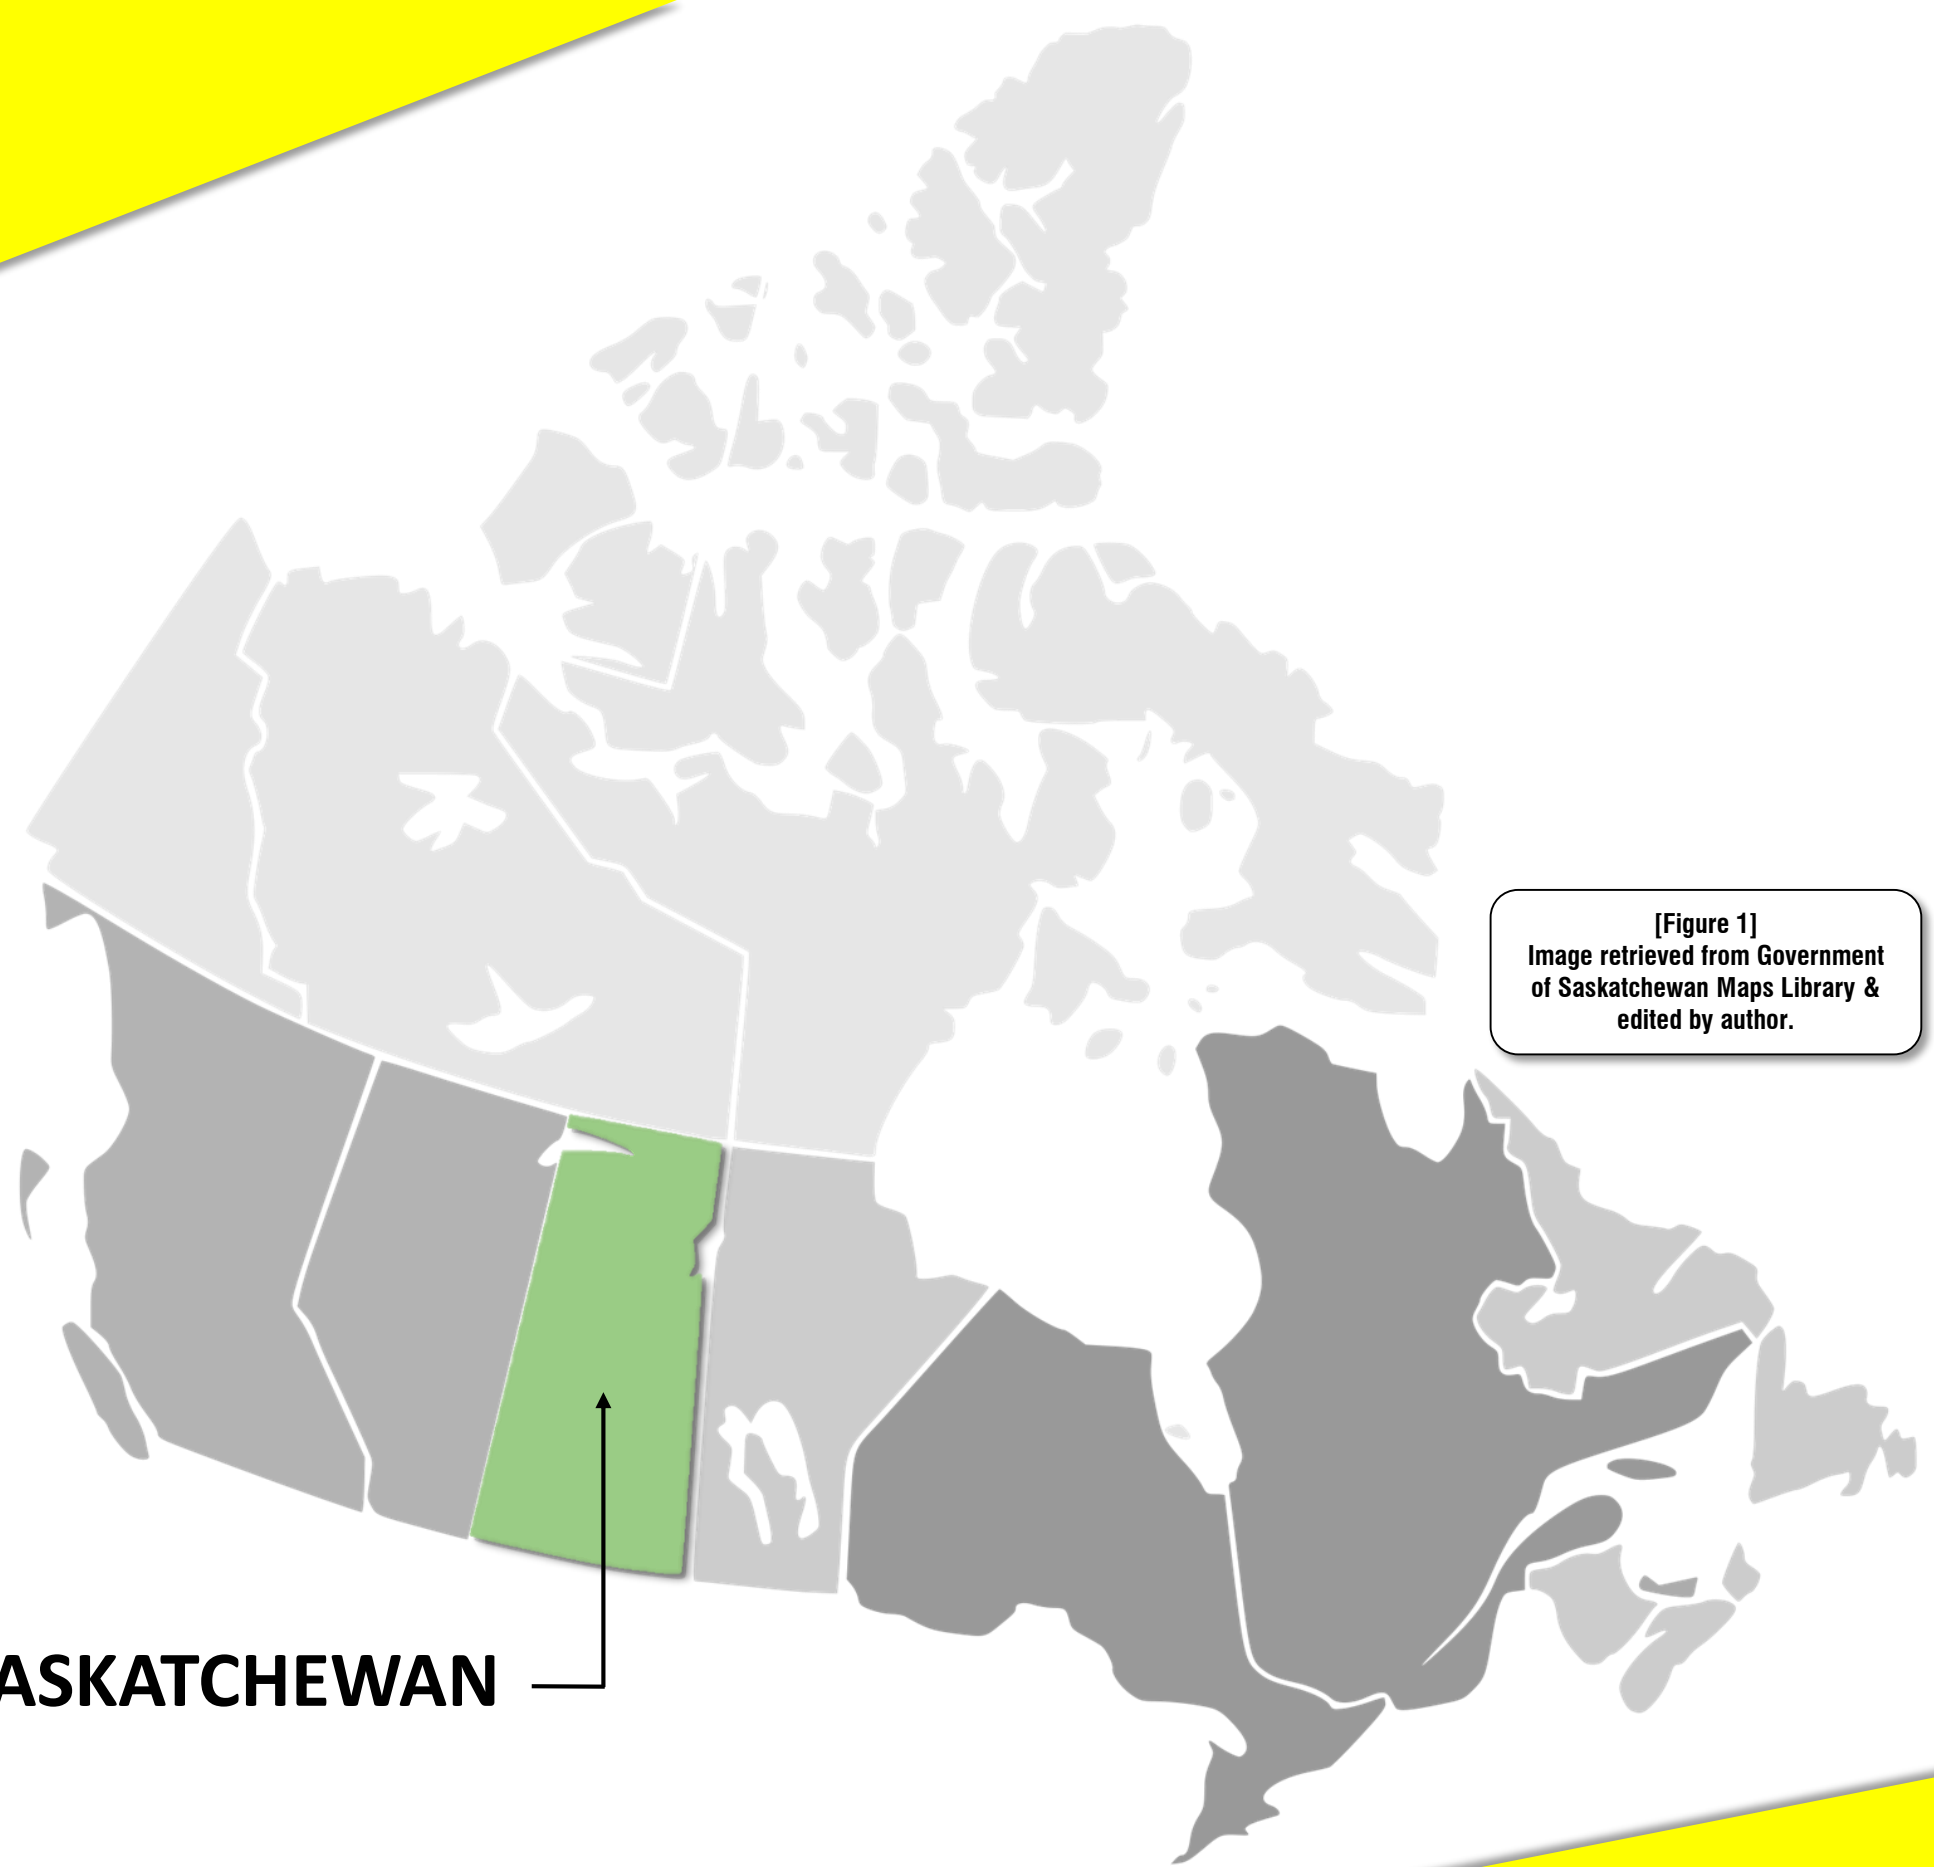 [Figure 1]
Image retrieved from Government
of Saskatchewan Maps Library &
edited by author.
ASKATCHEWAN